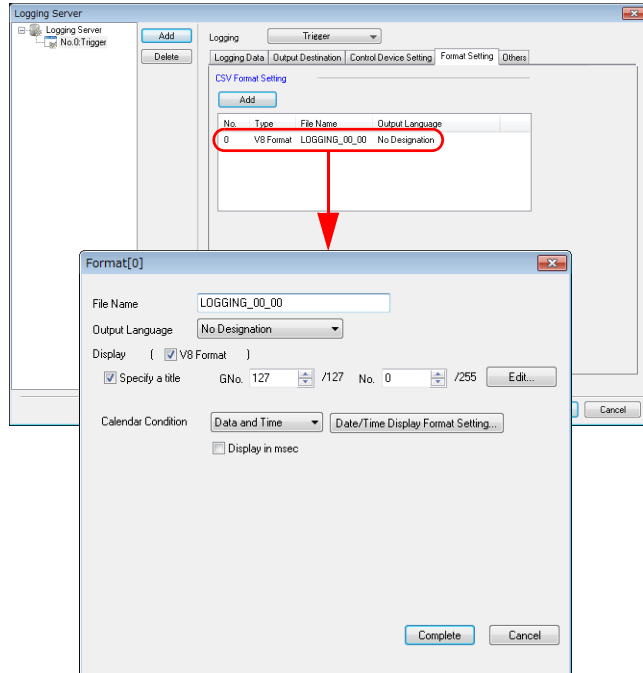 Logging Server
Logging Server
No.0:Trigger
Add
Delete
Logging Trigger
Logging Data Output Destination Control Device Setting Format Setting Others
CSV Format Setting
Add
No. Type File Name Output Language
0 V8 Format LOGGING_00_00 No Designation
Cancel
Format[0]
File Name LOGGING_00_00
Output Language No Designation
Display ( V8 Format )
Specify a title GNo. 127 /127 No. 0 /255 Edit...
Calendar Condition Data and Time Date/Time Display Format Setting...
Display in msec
Complete Cancel